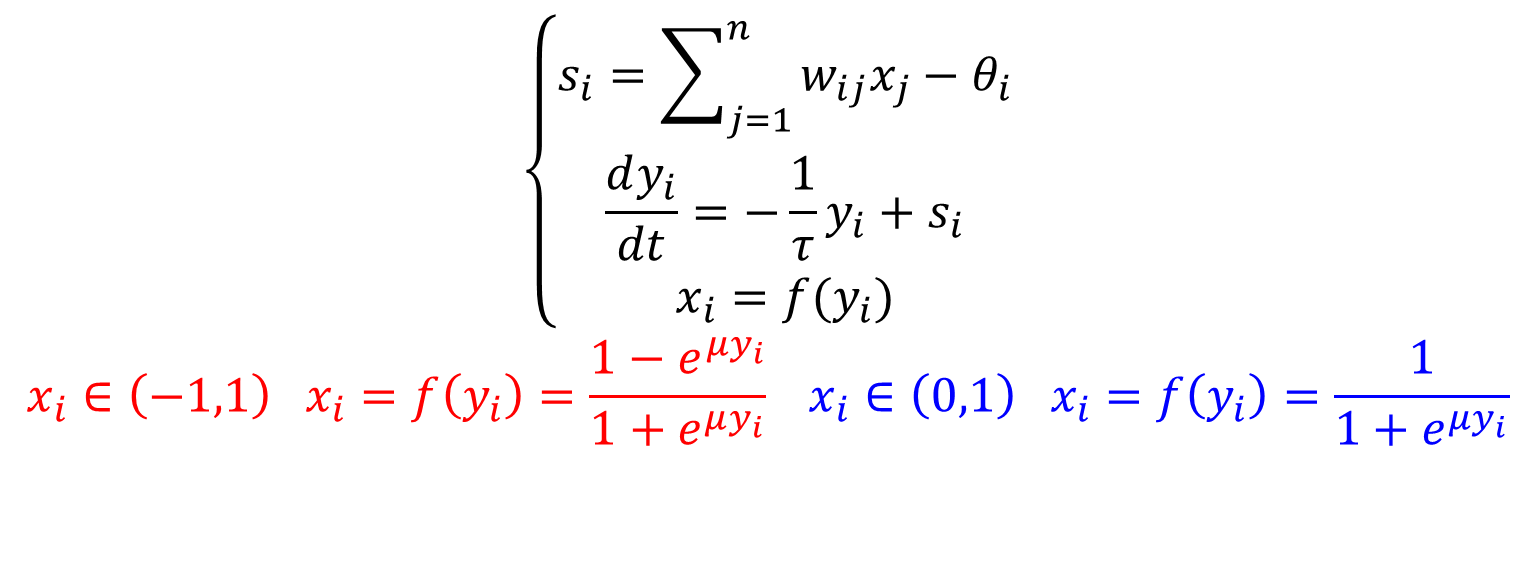 s_i = ∑_{j=1}^{n} w_{ij}x_j − θ_i
dy_i/dt = −(1/τ) y_i + s_i
x_i = f(y_i)
x_i ∈ (−1,1) x_i = f(y_i) = (1 − e^{μy_i})/(1 + e^{μy_i}) x_i ∈ (0,1) x_i = f(y_i) = 1/(1 + e^{μy_i})